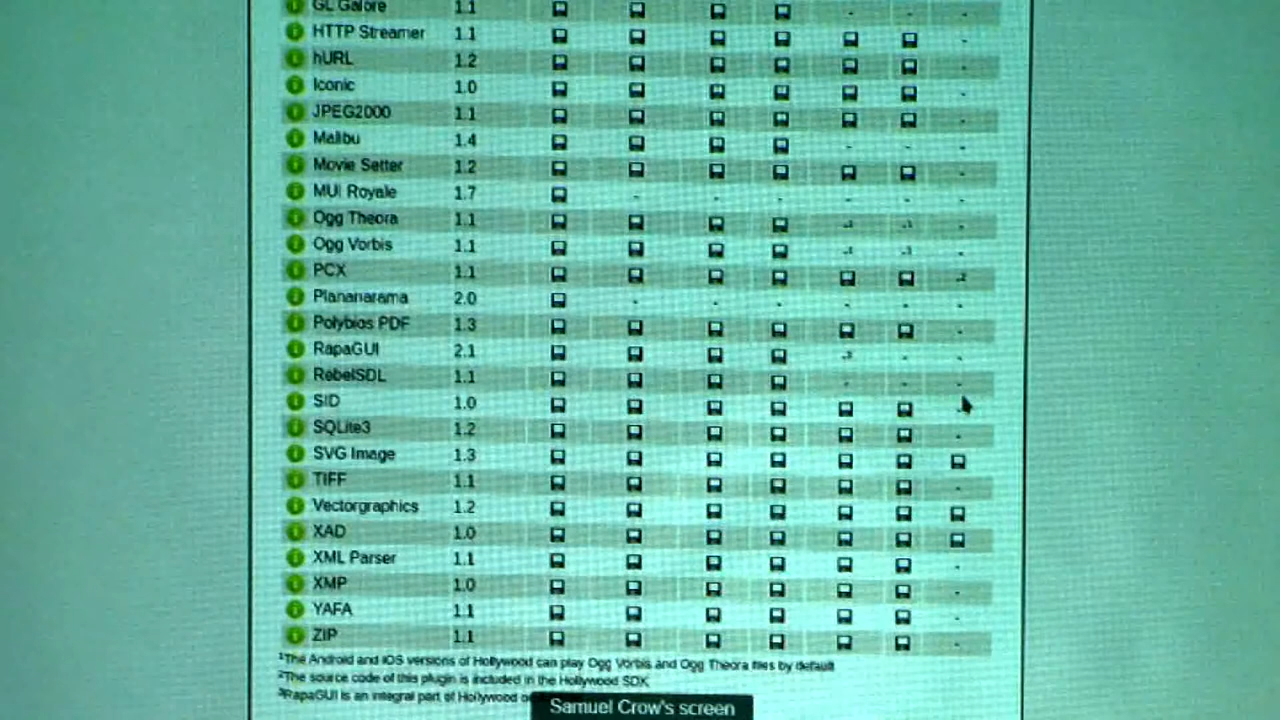 GL Galore 1.1 - - -
HTTP Streamer 1.1 -
hURL 1.2 -
Iconic 1.0 -
JPEG2000 1.1 -
Malibu 1.4 - - -
Movie Setter 1.2 -
MUI Royale 1.7 - - - - - -
Ogg Theora 1.1 -1 -1 -
Ogg Vorbis 1.1 -1 -1 -
PCX 1.1 -2
Plananarama 2.0 - - - - - -
Polybios PDF 1.3 -
RapaGUI 2.1 -3 - -
RebelSDL 1.1 - - -
SID 1.0
SQLite3 1.2 -
SVG Image 1.3
TIFF 1.1 -
Vectorgraphics 1.2
XAD 1.0
XML Parser 1.1 -
XMP 1.0 -
YAFA 1.1 -
ZIP 1.1 -
1The Android and iOS versions of Hollywood can play Ogg Vorbis and Ogg Theora files by default
2The source code of this plugin is included in the Hollywood SDK
3RapaGUI is an integral part of Hollywood
Samuel Crow's screen